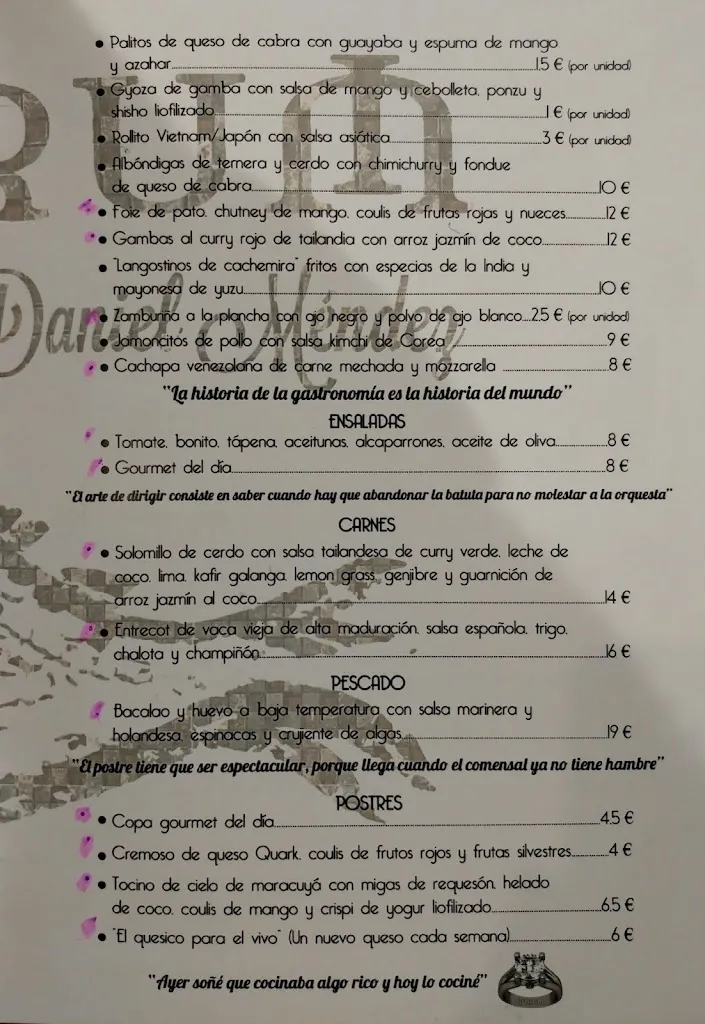 RUM
Daniel Méndez
• Palitos de queso de cabra con guayaba y espuma de mango
y azahar 1.5 € (por unidad)
• Gyoza de gamba con salsa de mango y cebolleta, ponzu y
shisho liofilizado 1 € (por unidad)
• Rollito Vietnam/Japón con salsa asiática 3 € (por unidad)
• Albóndigas de ternera y cerdo con chimichurry y fondue
de queso de cabra 10 €
• Foie de pato, chutney de mango, coulis de frutas rojas y nueces 12 €
• Gambas al curry rojo de tailandia con arroz jazmín de coco 12 €
• "Langostinos de cachemira" fritos con especias de la India y
mayonesa de yuzu 10 €
• Zamburiña a la plancha con ajo negro y polvo de ajo blanco 2.5 € (por unidad)
• Jamoncitos de pollo con salsa kimchi de Corea 9 €
• Cachapa venezolana de carne mechada y mozzarella 8 €
"La historia de la gastronomía es la historia del mundo"
ENSALADAS
• Tomate, bonito, tápena, aceitunas, alcaparrones, aceite de oliva 8 €
• Gourmet del día 8 €
"El arte de dirigir consiste en saber cuando hay que abandonar la batuta para no molestar a la orquesta"
CARNES
• Solomillo de cerdo con salsa tailandesa de curry verde, leche de
coco, lima, kafir galanga, lemon grass, genjibre y guarnición de
arroz jazmín al coco 14 €
• Entrecot de vaca vieja de alta maduración, salsa española, trigo,
chalota y champiñón 16 €
PESCADO
Bacalao y huevo a baja temperatura con salsa marinera y
holandesa, espinacas y crujiente de algas 19 €
"El postre tiene que ser espectacular, porque llega cuando el comensal ya no tiene hambre"
POSTRES
• Copa gourmet del día 4.5 €
• Cremoso de queso Quark, coulis de frutos rojos y frutas silvestres 4 €
• Tocino de cielo de maracuyá con migas de requesón, helado
de coco, coulis de mango y crispi de yogur liofilizado 6.5 €
• "El quesico para el vivo" (Un nuevo queso cada semana) 6 €
"Ayer soñé que cocinaba algo rico y hoy lo cociné"